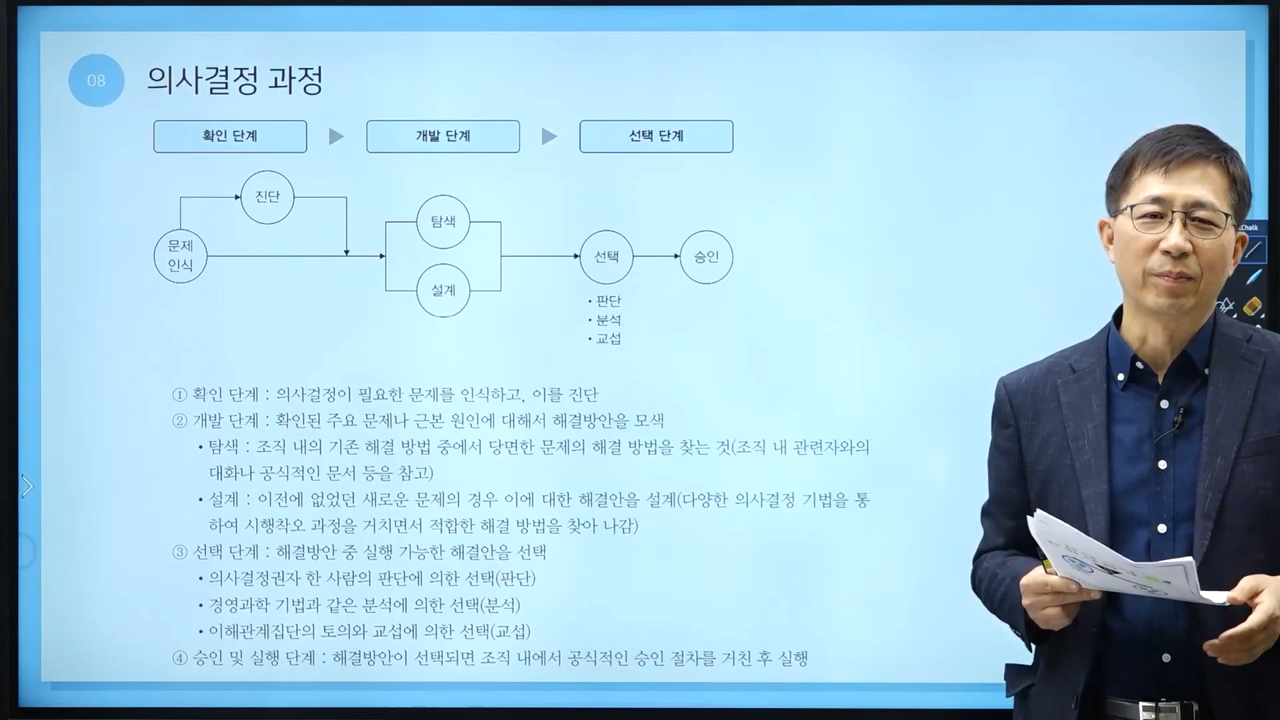 08
의사결정 과정
확인 단계
개발 단계
선택 단계
진단
탐색
문제
인식
선택
승인
설계
• 판단
• 분석
• 교섭
① 확인 단계 : 의사결정이 필요한 문제를 인식하고, 이를 진단
② 개발 단계 : 확인된 주요 문제나 근본 원인에 대해서 해결방안을 모색
• 탐색 : 조직 내의 기존 해결 방법 중에서 당면한 문제의 해결 방법을 찾는 것(조직 내 관련자와의
대화나 공식적인 문서 등을 참고)
• 설계 : 이전에 없었던 새로운 문제의 경우 이에 대한 해결안을 설계(다양한 의사결정 기법을 통
하여 시행착오 과정을 거치면서 적합한 해결 방법을 찾아 나감)
③ 선택 단계 : 해결방안 중 실행 가능한 해결안을 선택
• 의사결정권자 한 사람의 판단에 의한 선택(판단)
• 경영과학 기법과 같은 분석에 의한 선택(분석)
• 이해관계집단의 토의와 교섭에 의한 선택(교섭)
④ 승인 및 실행 단계 : 해결방안이 선택되면 조직 내에서 공식적인 승인 절차를 거친 후 실행